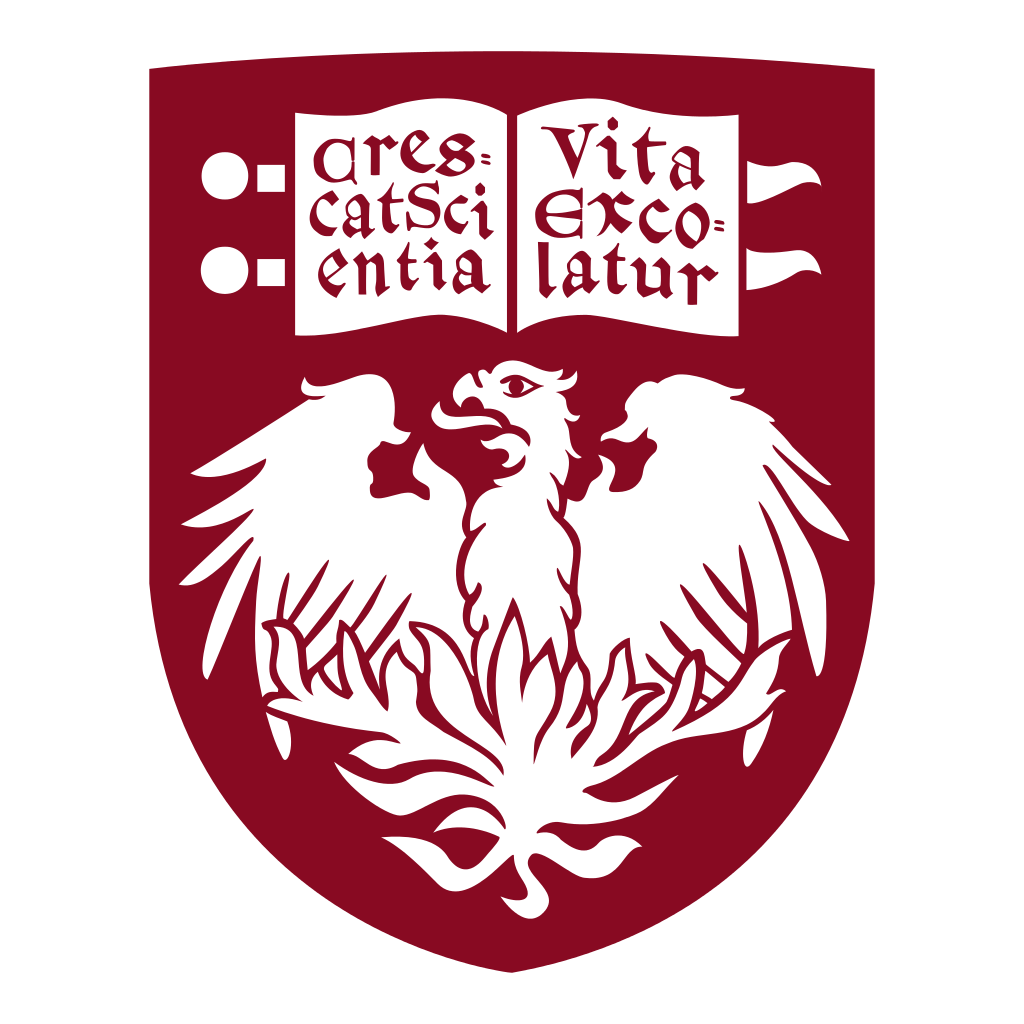 Cres=
catSci
entia
Vita
Exco=
latur